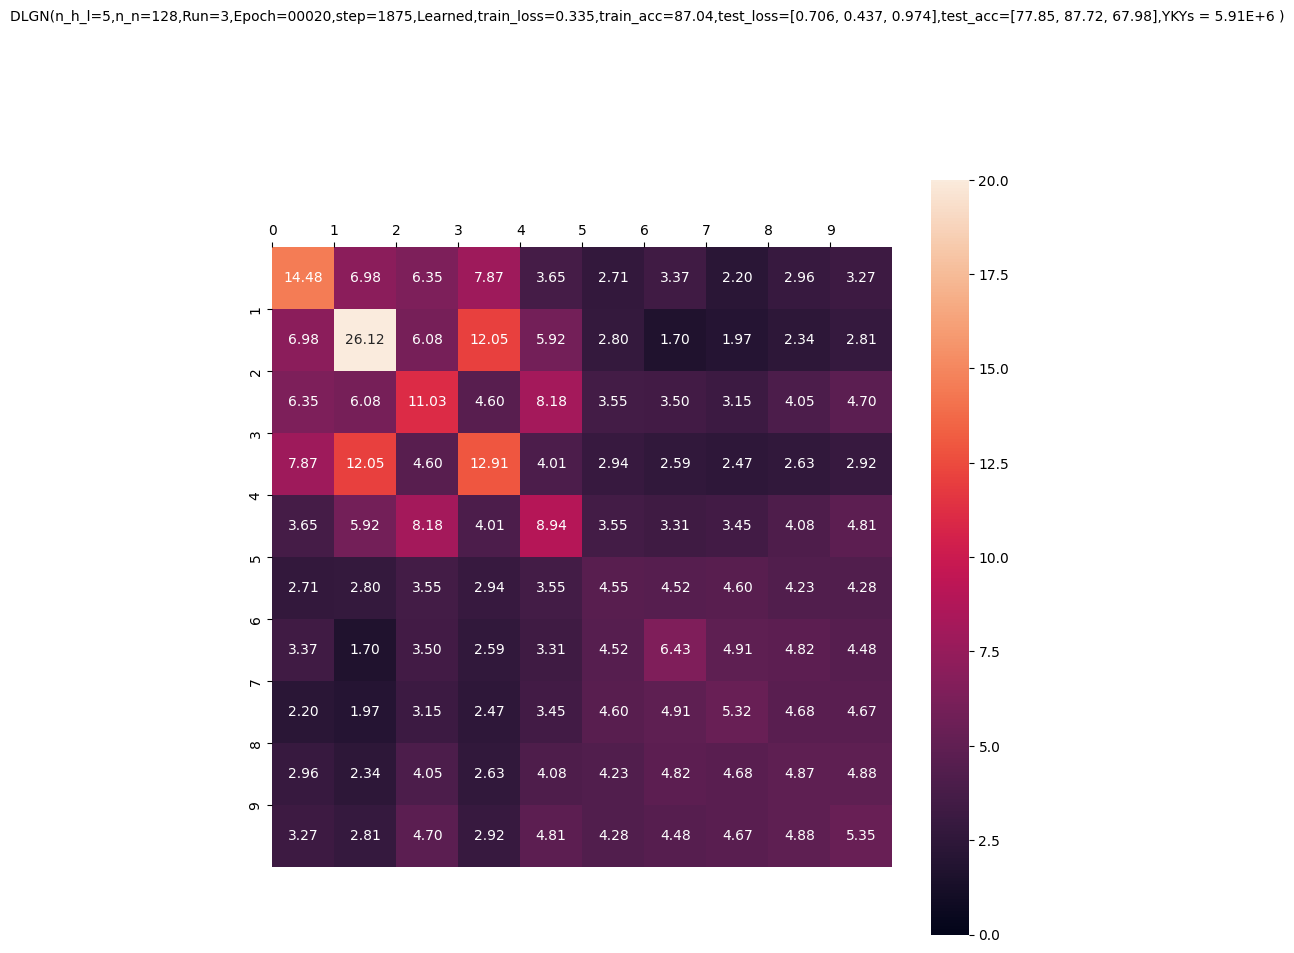 DLGN(n_h_l=5,n_n=128,Run=3,Epoch=00020,step=1875,Learned,train_loss=0.335,train_acc=87.04,test_loss=[0.706, 0.437, 0.974],test_acc=[77.85, 87.72, 67.98],YKYs = 5.91E+6 )
20.0
0 1 2 3 4 5 6 7 8 9
14.48 6.98 6.35 7.87 3.65 2.71 3.37 2.20 2.96 3.27
17.5
1
6.98 26.12 6.08 12.05 5.92 2.80 1.70 1.97 2.34 2.81
2
15.0
6.35 6.08 11.03 4.60 8.18 3.55 3.50 3.15 4.05 4.70
3
7.87 12.05 4.60 12.91 4.01 2.94 2.59 2.47 2.63 2.92
12.5
4
3.65 5.92 8.18 4.01 8.94 3.55 3.31 3.45 4.08 4.81
5
10.0
2.71 2.80 3.55 2.94 3.55 4.55 4.52 4.60 4.23 4.28
6
3.37 1.70 3.50 2.59 3.31 4.52 6.43 4.91 4.82 4.48
7.5
7
2.20 1.97 3.15 2.47 3.45 4.60 4.91 5.32 4.68 4.67
8
5.0
2.96 2.34 4.05 2.63 4.08 4.23 4.82 4.68 4.87 4.88
9
3.27 2.81 4.70 2.92 4.81 4.28 4.48 4.67 4.88 5.35
2.5
0.0